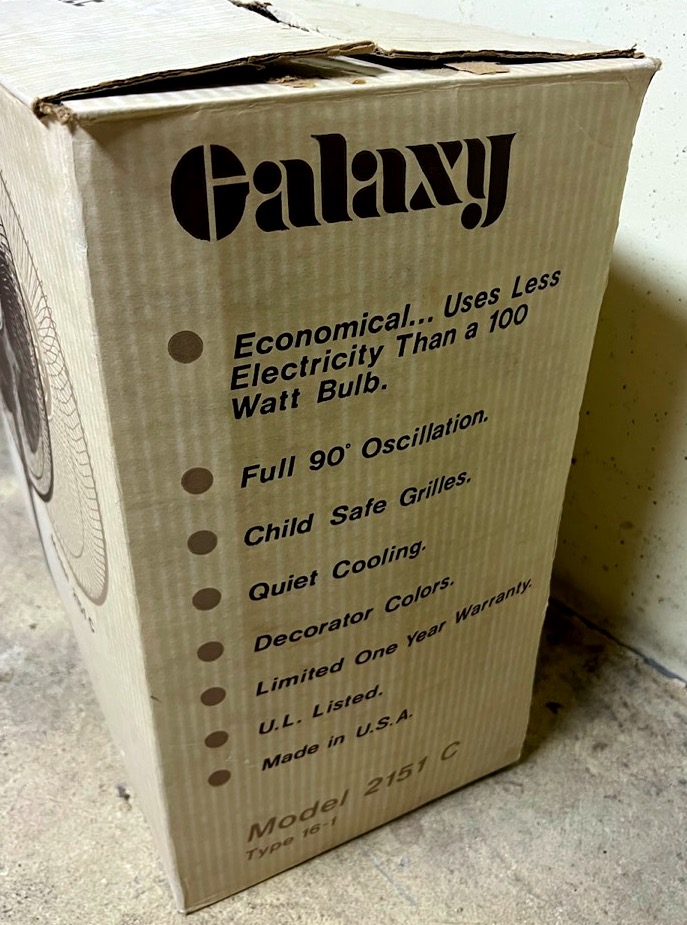 Galaxy
Economical... Uses Less
Electricity Than a 100
Watt Bulb.
Full 90° Oscillation.
Child Safe Grilles.
Quiet Cooling.
Decorator Colors.
Limited One Year Warranty.
U.L. Listed.
Made in U.S.A.
Model 2151 C
Type 16-1